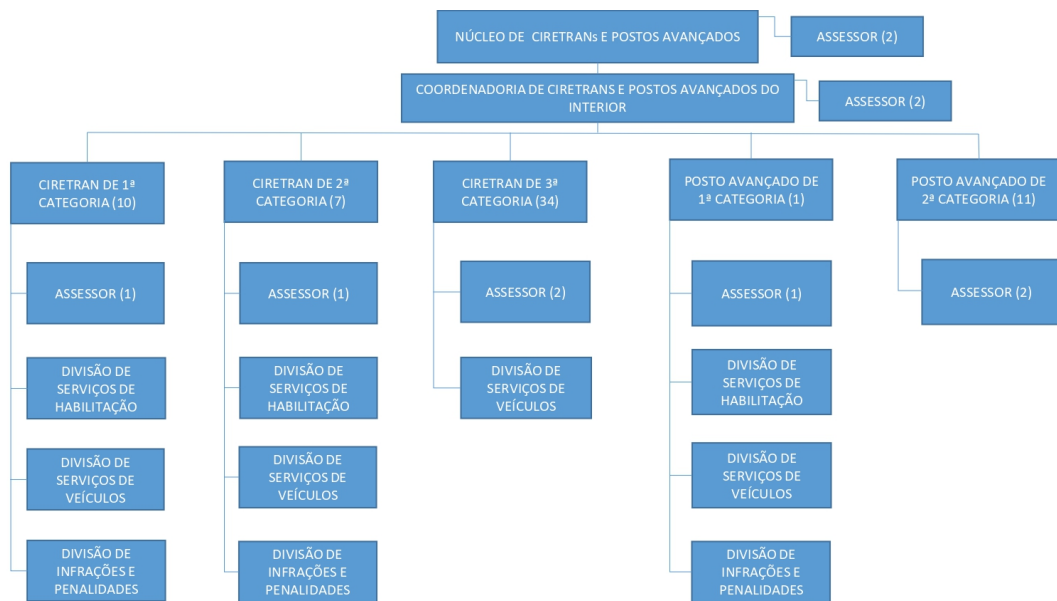 NÚCLEO DE CIRETRANs E POSTOS AVANÇADOS
ASSESSOR (2)
COORDENADORIA DE CIRETRANS E POSTOS AVANÇADOS DO
INTERIOR
ASSESSOR (2)
CIRETRAN DE 1ª
CATEGORIA (10)
CIRETRAN DE 2ª
CATEGORIA (7)
CIRETRAN DE 3ª
CATEGORIA (34)
POSTO AVANÇADO DE
1ª CATEGORIA (1)
POSTO AVANÇADO DE
2ª CATEGORIA (11)
ASSESSOR (1)
ASSESSOR (1)
ASSESSOR (2)
ASSESSOR (1)
ASSESSOR (2)
DIVISÃO DE
SERVIÇOS DE
HABILITAÇÃO
DIVISÃO DE
SERVIÇOS DE
HABILITAÇÃO
DIVISÃO DE
SERVIÇOS DE
VEÍCULOS
DIVISÃO DE
SERVIÇOS DE
HABILITAÇÃO
DIVISÃO DE
SERVIÇOS DE
VEÍCULOS
DIVISÃO DE
SERVIÇOS DE
VEÍCULOS
DIVISÃO DE
SERVIÇOS DE
VEÍCULOS
DIVISÃO DE
INFRAÇÕES E
PENALIDADES
DIVISÃO DE
INFRAÇÕES E
PENALIDADES
DIVISÃO DE
INFRAÇÕES E
PENALIDADES